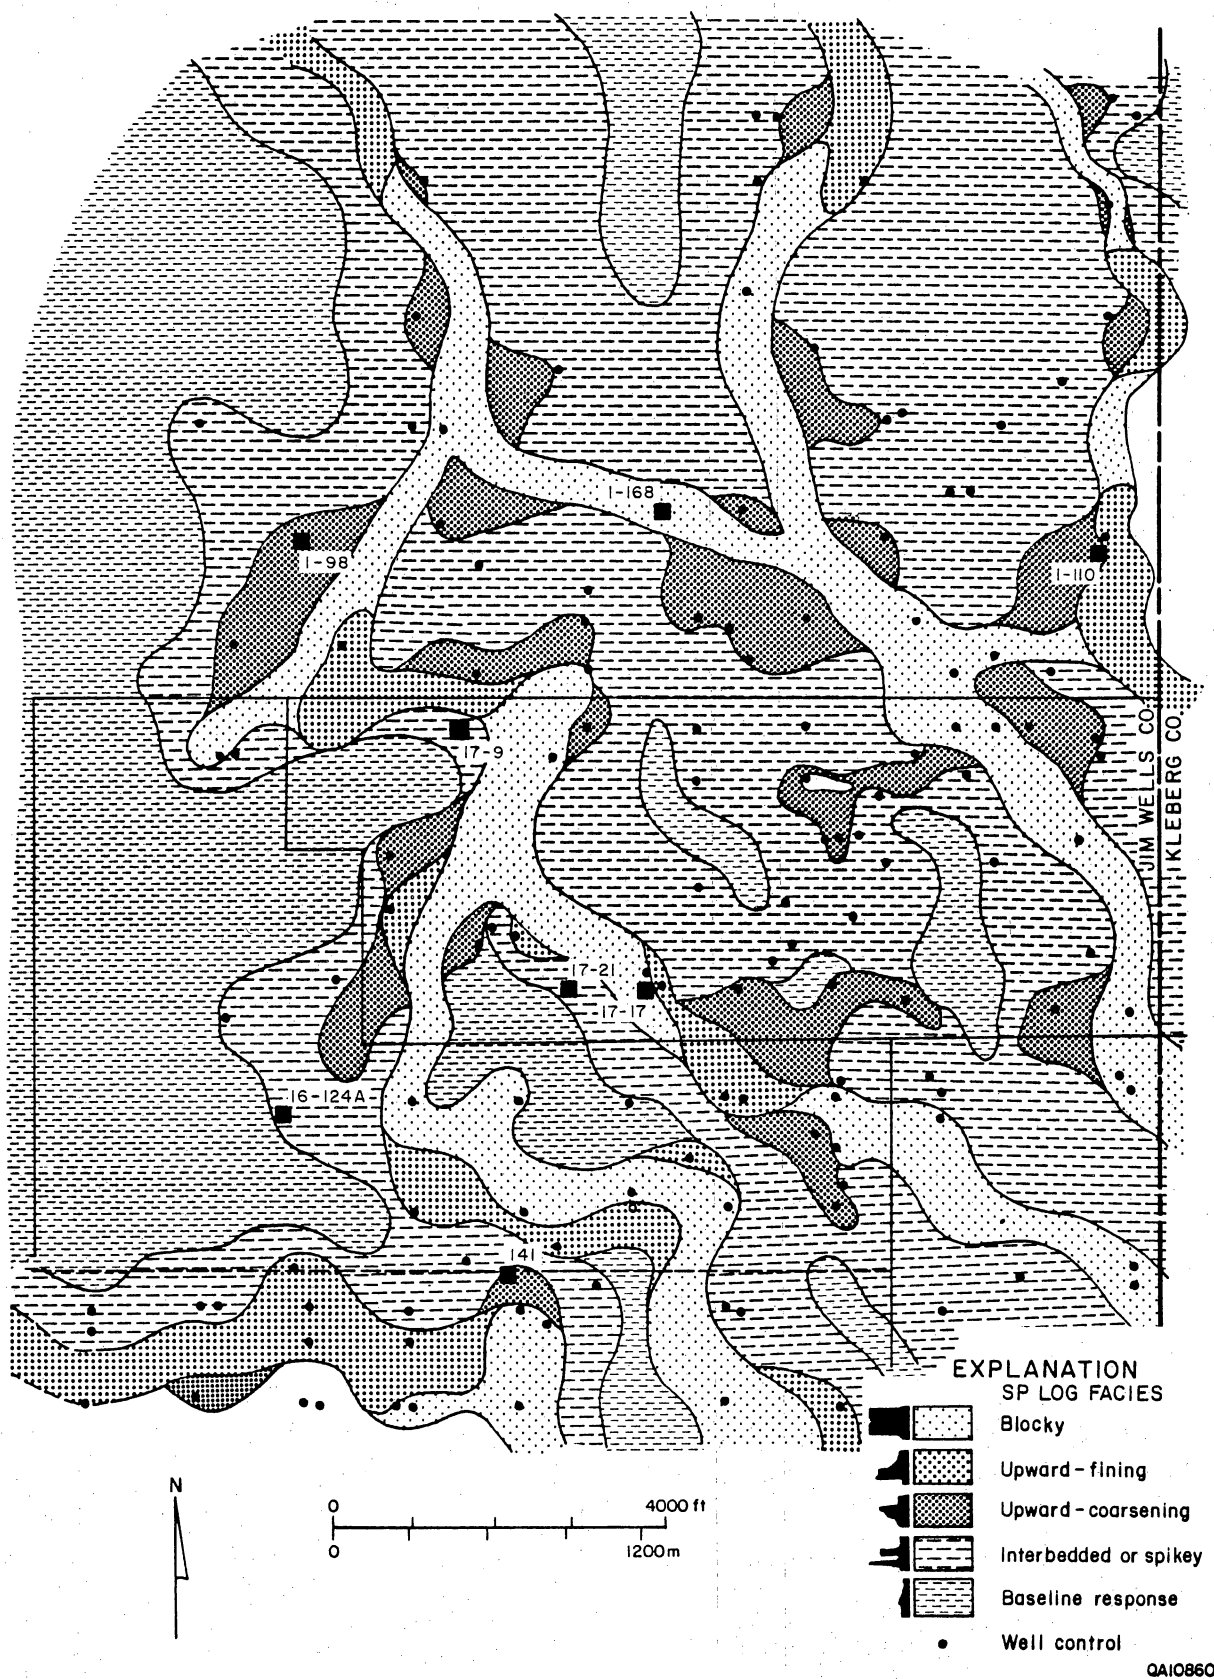 1-168
1-98
1-110
17-9
JIM WELLS CO
KLEBERG CO
17-21
17-17
16-124A
141
EXPLANATION
SP LOG FACIES
Blocky
Upward-fining
Upward-coarsening
Interbedded or spikey
Baseline response
Well control
N
0 4000 ft
0 1200m
QA10860